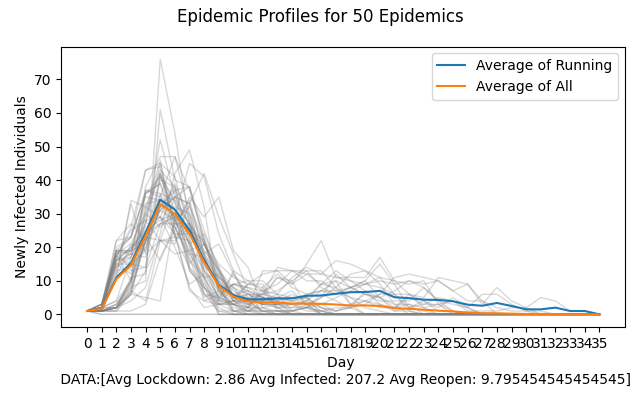 Epidemic Profiles for 50 Epidemics
Average of Running
Average of All
Newly Infected Individuals
70
60
50
40
30
20
10
0
0 1 2 3 4 5 6 7 8 9 10 11 12 13 14 15 16 17 18 19 20 21 22 23 24 25 26 27 28 29 30 31 32 33 34 35
Day
DATA:[Avg Lockdown: 2.86 Avg Infected: 207.2 Avg Reopen: 9.795454545454545]